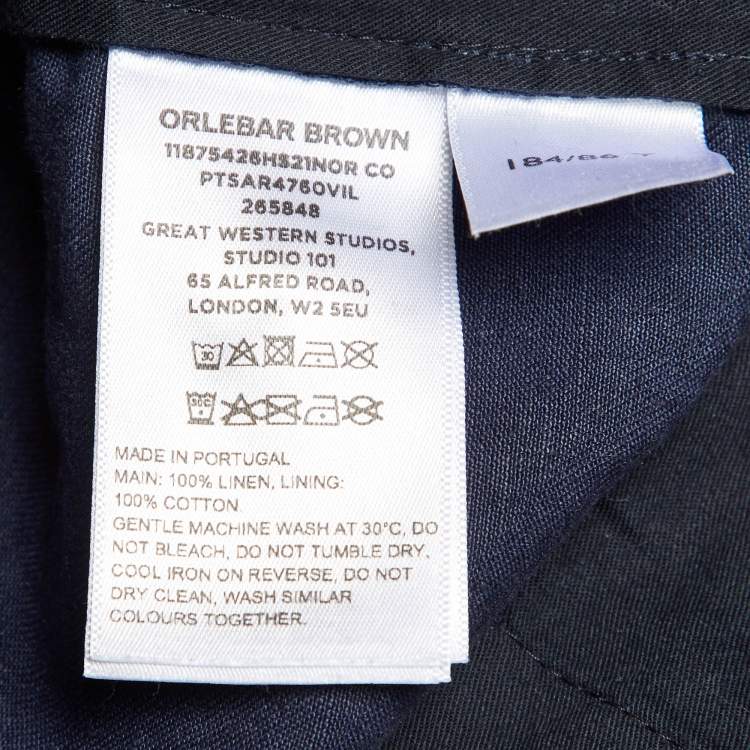 ORLEBAR BROWN
11875426HS21NOR CO
PTSAR4760VIL
265848
GREAT WESTERN STUDIOS,
STUDIO 101
65 ALFRED ROAD,
LONDON, W2 5EU
30
30C
MADE IN PORTUGAL
MAIN: 100% LINEN, LINING:
100% COTTON.
GENTLE MACHINE WASH AT 30°C, DO
NOT BLEACH, DO NOT TUMBLE DRY,
COOL IRON ON REVERSE, DO NOT
DRY CLEAN, WASH SIMILAR
COLOURS TOGETHER.